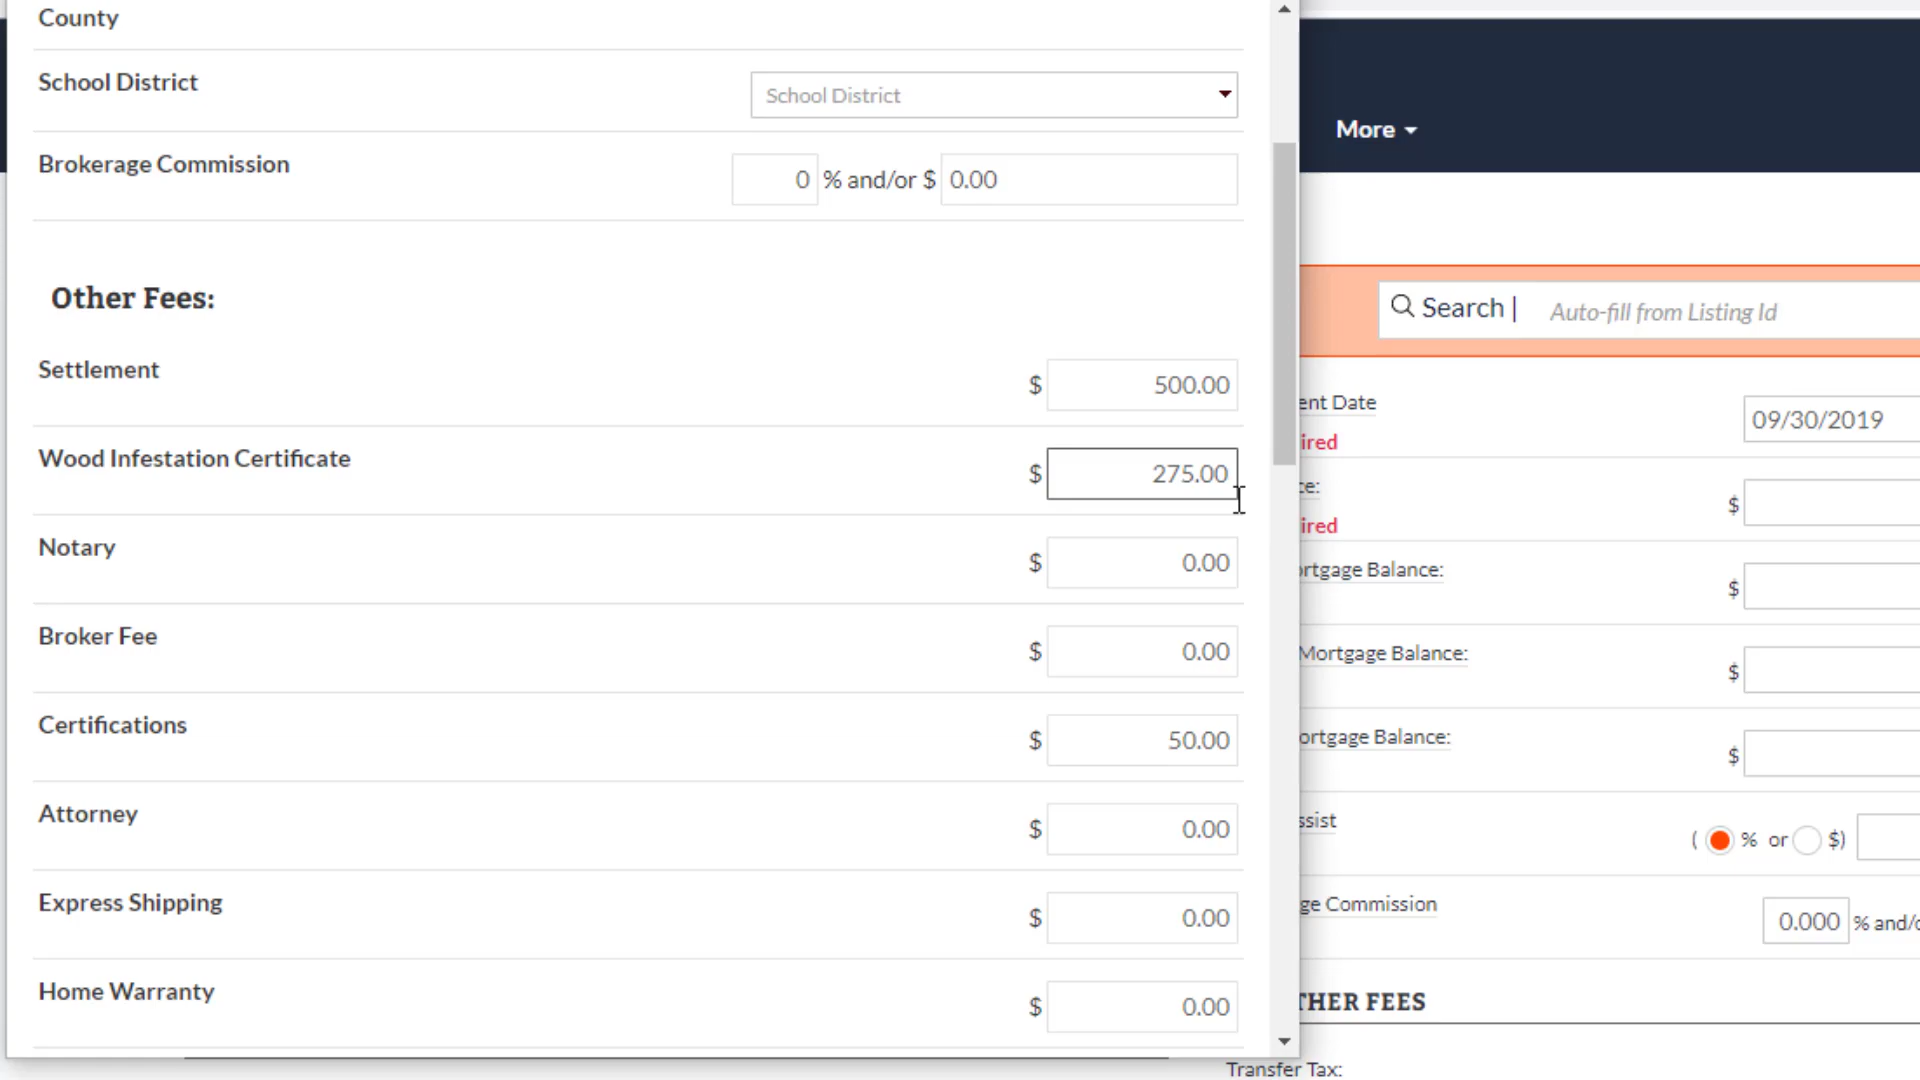 County
School District
School District
Brokerage Commission
0 % and/or $ 0.00
Other Fees:
Settlement
$ 500.00
Wood Infestation Certificate
$ 275.00
Notary
$ 0.00
Broker Fee
$ 0.00
Certifications
$ 50.00
Attorney
$ 0.00
Express Shipping
$ 0.00
Home Warranty
$ 0.00
More
Search | Auto-fill from Listing Id
ent Date
ired
09/30/2019
ce:
ired
$
ortgage Balance:
$
Mortgage Balance:
$
ortgage Balance:
$
ssist
( % or $)
ge Commission
0.000 % and/o
THER FEES
Transfer Tax: